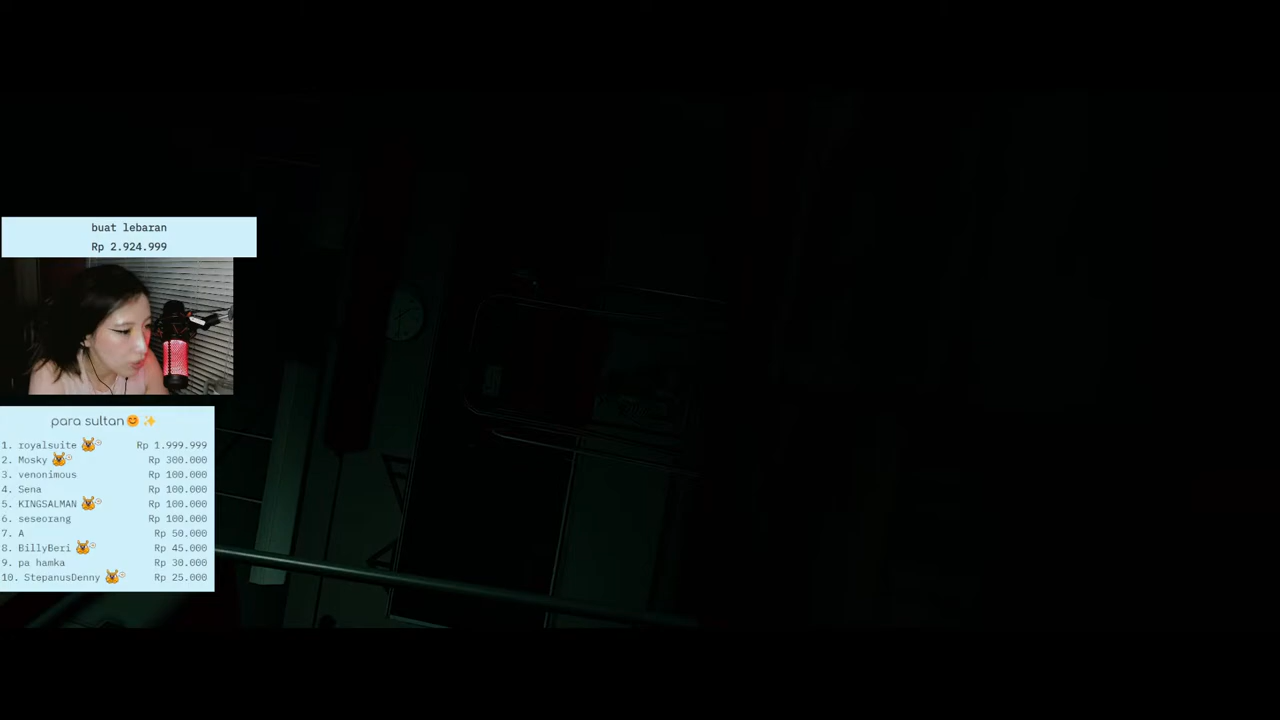 buat lebaran
Rp 2.924.999
para sultan😊✨
1. royalsuite Rp 1.999.999
2. Mosky Rp 300.000
3. venonimous Rp 100.000
4. Sena Rp 100.000
5. KINGSALMAN Rp 100.000
6. seseorang Rp 100.000
7. A Rp 50.000
8. BillyBeri Rp 45.000
9. pa hamka Rp 30.000
10. StepanusDenny Rp 25.000